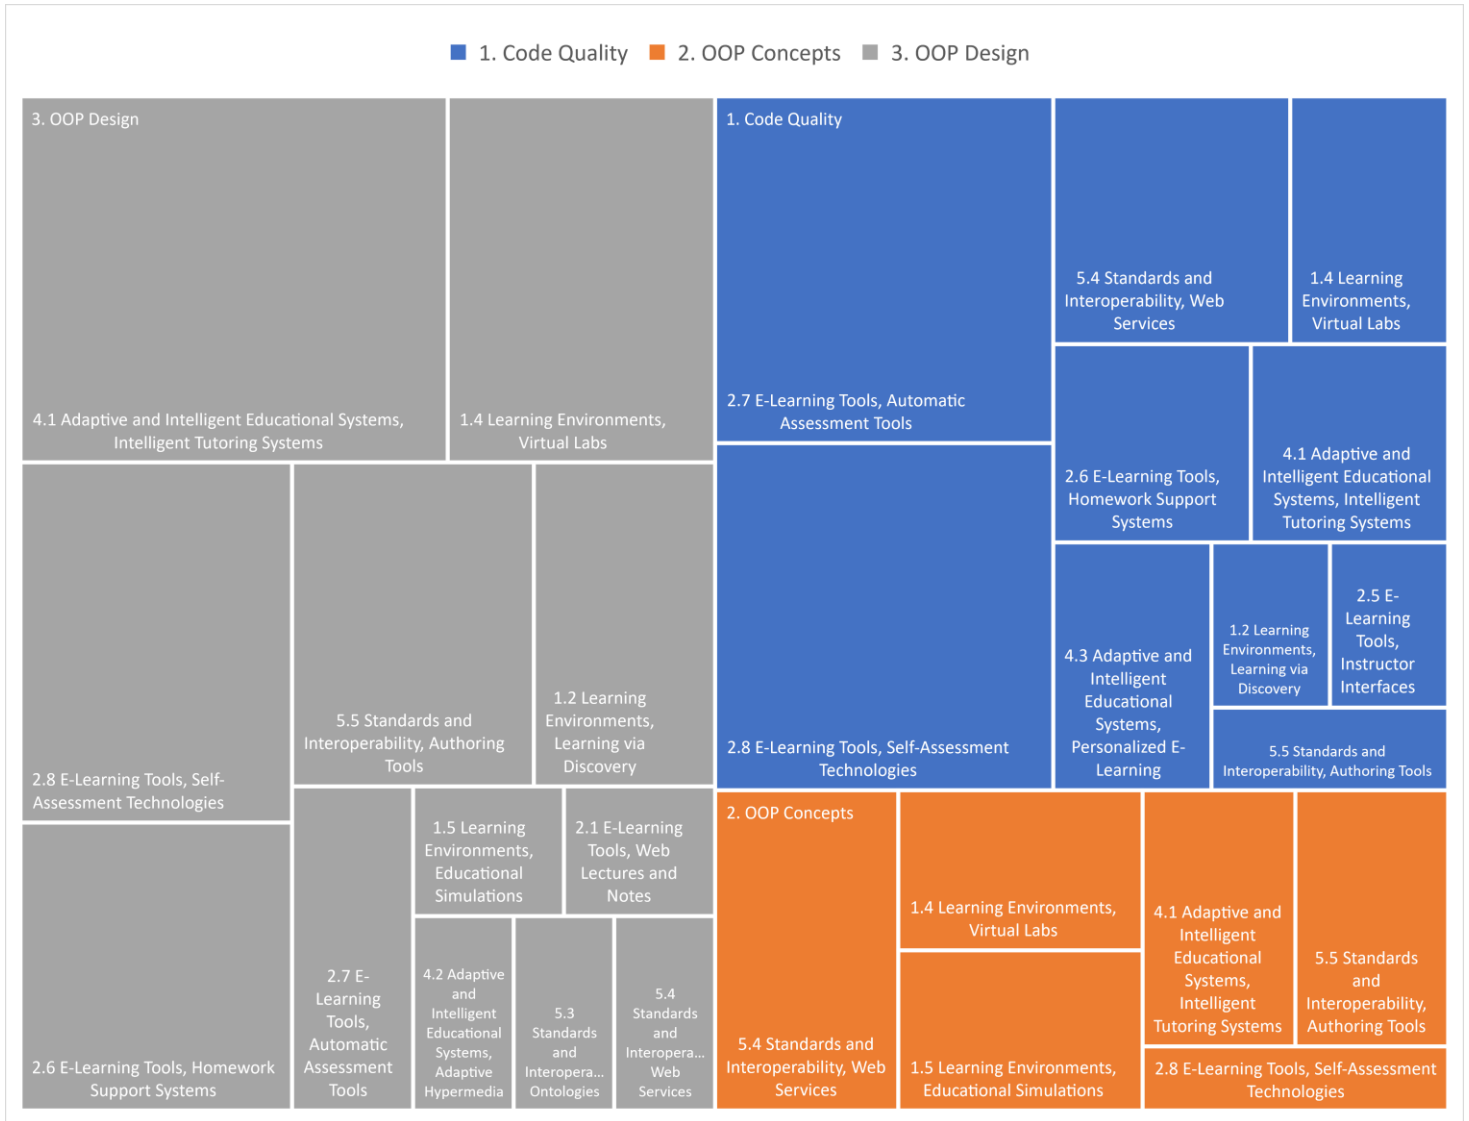 1. Code Quality 2. OOP Concepts 3. OOP Design
3. OOP Design
4.1 Adaptive and Intelligent Educational Systems,
Intelligent Tutoring Systems
1.4 Learning Environments,
Virtual Labs
2.8 E-Learning Tools, Self-
Assessment Technologies
5.5 Standards and
Interoperability, Authoring
Tools
1.2 Learning
Environments,
Learning via
Discovery
2.6 E-Learning Tools, Homework
Support Systems
2.7 E-
Learning
Tools,
Automatic
Assessment
Tools
1.5 Learning
Environments,
Educational
Simulations
2.1 E-Learning
Tools, Web
Lectures and
Notes
4.2 Adaptive
and
Intelligent
Educational
Systems,
Adaptive
Hypermedia
5.3
Standards
and
Interopera...
Ontologies
5.4
Standards
and
Interopera...
Web
Services
1. Code Quality
2.7 E-Learning Tools, Automatic
Assessment Tools
2.8 E-Learning Tools, Self-Assessment
Technologies
5.4 Standards and
Interoperability, Web
Services
1.4 Learning
Environments,
Virtual Labs
2.6 E-Learning Tools,
Homework Support
Systems
4.1 Adaptive and
Intelligent Educational
Systems, Intelligent
Tutoring Systems
4.3 Adaptive and
Intelligent
Educational
Systems,
Personalized E-
Learning
1.2 Learning
Environments,
Learning via
Discovery
2.5 E-
Learning
Tools,
Instructor
Interfaces
5.5 Standards and
Interoperability, Authoring Tools
2. OOP Concepts
5.4 Standards and
Interoperability, Web
Services
1.4 Learning Environments,
Virtual Labs
1.5 Learning Environments,
Educational Simulations
4.1 Adaptive and
Intelligent
Educational
Systems,
Intelligent
Tutoring Systems
5.5 Standards
and
Interoperability,
Authoring Tools
2.8 E-Learning Tools, Self-Assessment
Technologies